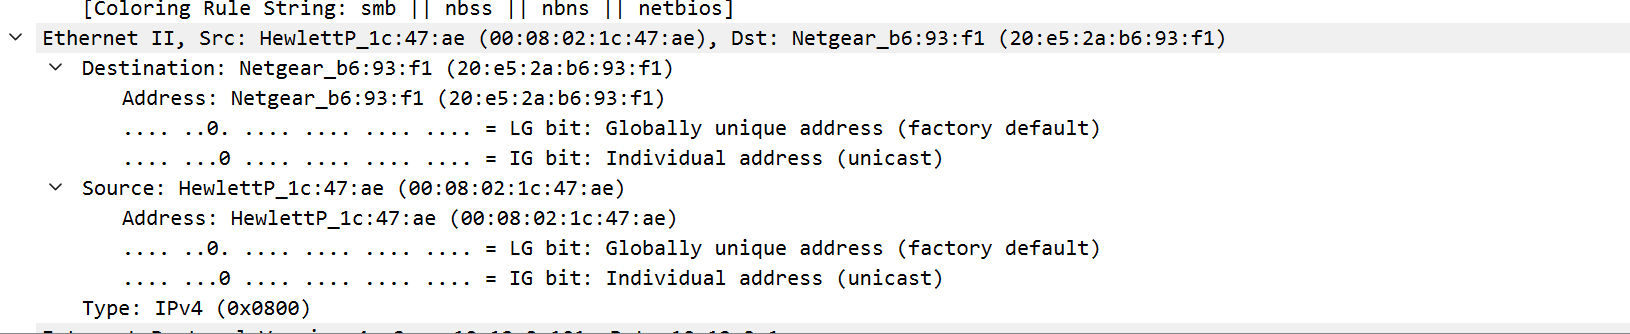 [Coloring Rule String: smb || nbss || nbns || netbios]
Ethernet II, Src: HewlettP_1c:47:ae (00:08:02:1c:47:ae), Dst: Netgear_b6:93:f1 (20:e5:2a:b6:93:f1)
Destination: Netgear_b6:93:f1 (20:e5:2a:b6:93:f1)
Address: Netgear_b6:93:f1 (20:e5:2a:b6:93:f1)
.... ..0. .... .... .... .... = LG bit: Globally unique address (factory default)
.... ...0 .... .... .... .... = IG bit: Individual address (unicast)
Source: HewlettP_1c:47:ae (00:08:02:1c:47:ae)
Address: HewlettP_1c:47:ae (00:08:02:1c:47:ae)
.... ..0. .... .... .... .... = LG bit: Globally unique address (factory default)
.... ...0 .... .... .... .... = IG bit: Individual address (unicast)
Type: IPv4 (0x0800)